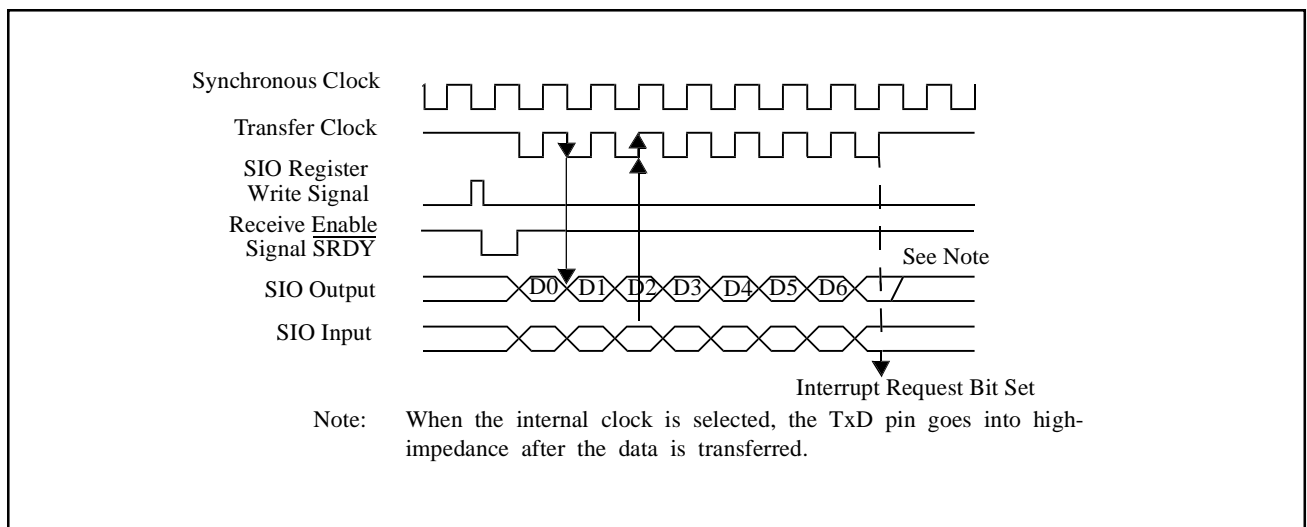 Synchronous Clock
Transfer Clock
SIO Register
Write Signal
Receive Enable
Signal SRDY
See Note
SIO Output
D0 D1 D2 D3 D4 D5 D6
SIO Input
Interrupt Request Bit Set
Note: When the internal clock is selected, the TxD pin goes into high-
impedance after the data is transferred.